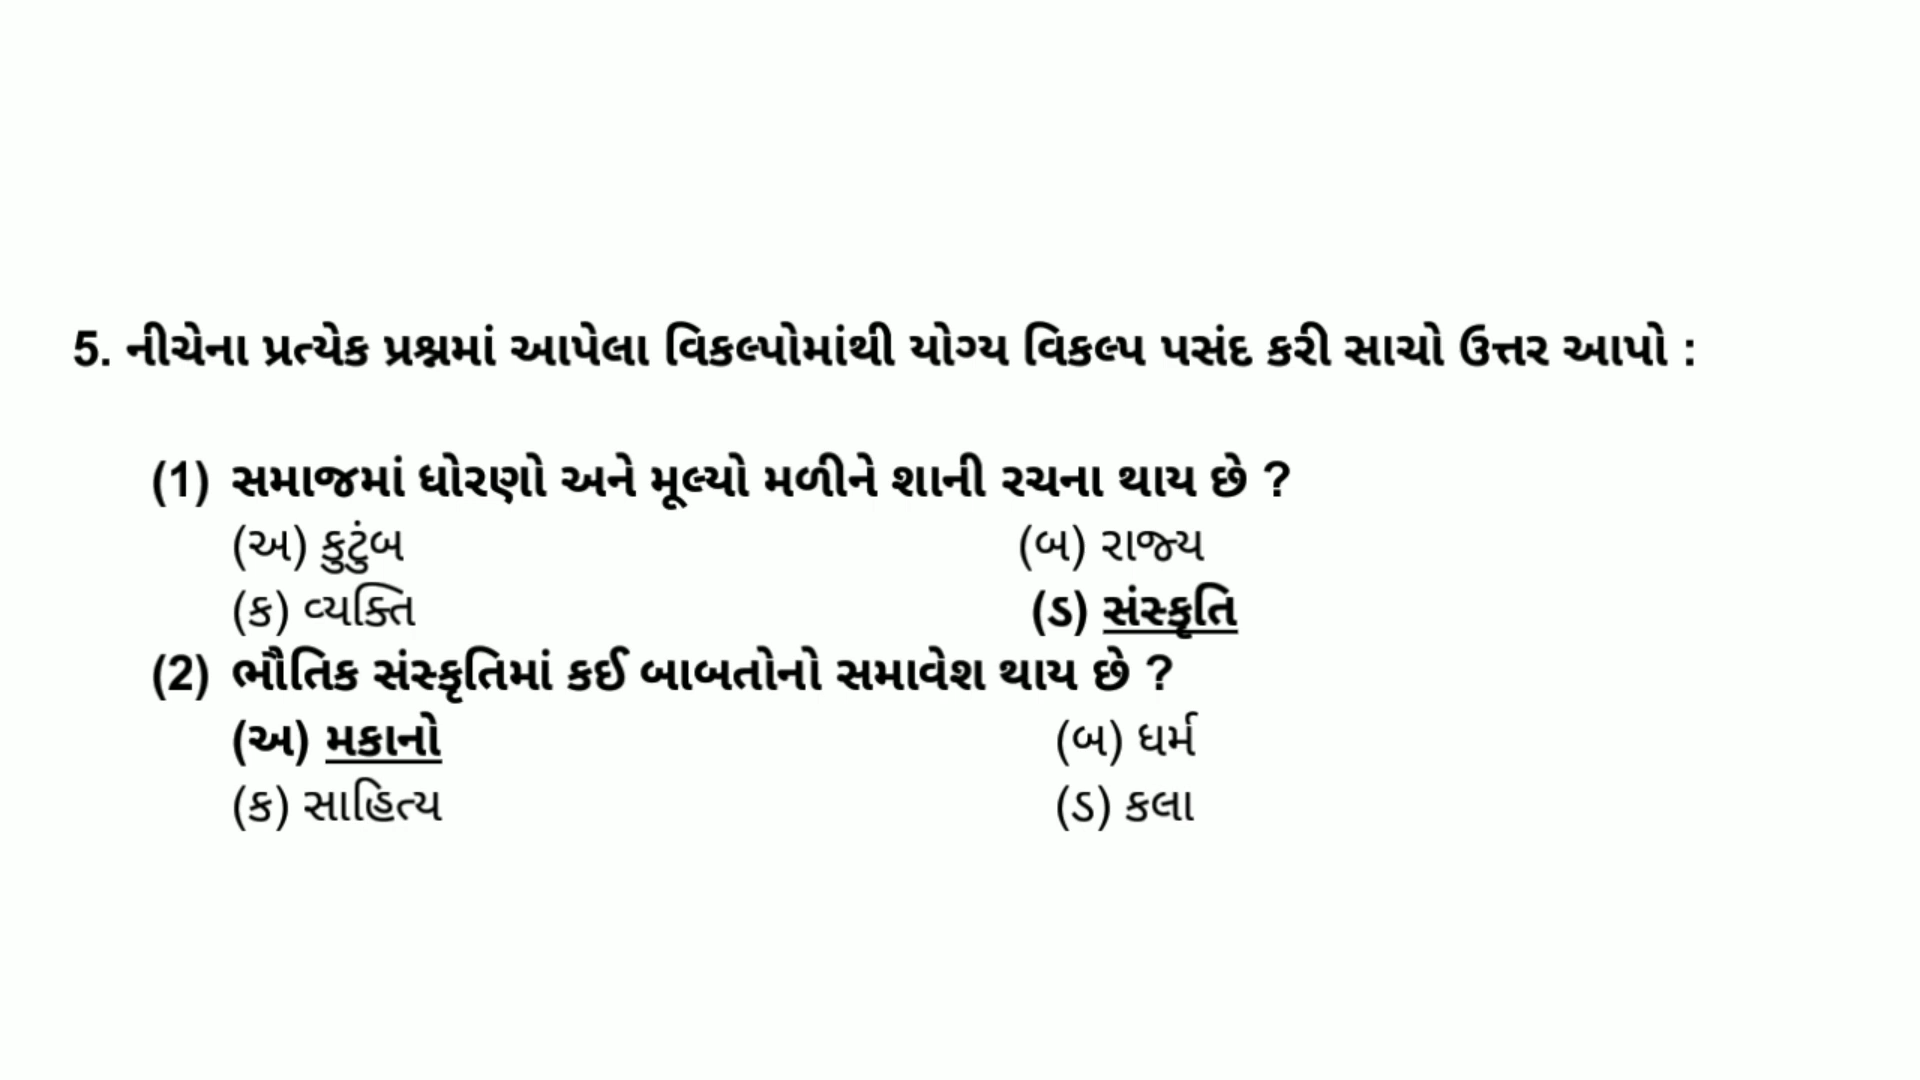 5. નીચેના પ્રત્યેક પ્રશ્નમાં આપેલા વિકલ્પોમાંથી યોગ્ય વિકલ્પ પસંદ કરી સાચો ઉત્તર આપો :
(1) સમાજમાં ધોરણો અને મૂલ્યો મળીને શાની રચના થાય છે ?
(અ) કુટુંબ (બ) રાજ્ય
(ક) વ્યક્તિ (ડ) સંસ્કૃતિ
(2) ભૌતિક સંસ્કૃતિમાં કઈ બાબતોનો સમાવેશ થાય છે ?
(અ) મકાનો (બ) ધર્મ
(ક) સાહિત્ય (ડ) કલા